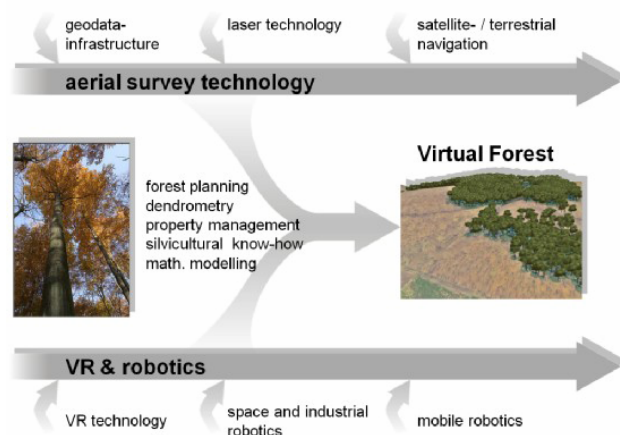 geodata-
infrastructure
laser technology
satellite- / terrestrial
navigation
aerial survey technology
Virtual Forest
forest planning
dendrometry
property management
silvicultural know-how
math. modelling
VR & robotics
VR technology
space and industrial
robotics
mobile robotics